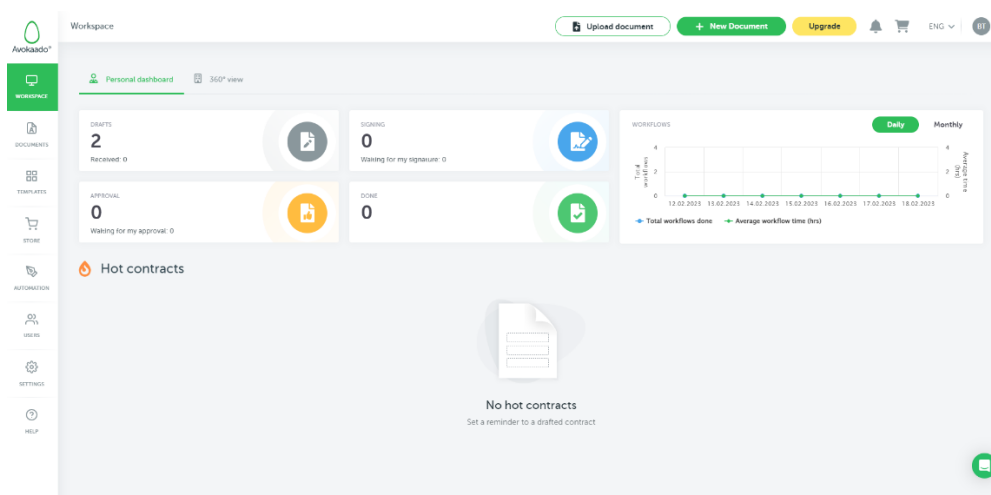 Avokaado®
WORKSPACE
DOCUMENTS
TEMPLATES
STORE
AUTOMATION
USERS
SETTINGS
HELP
Workspace
Upload document
+ New Document
Upgrade
ENG
BT
Personal dashboard
360° view
DRAFTS
2
Received: 0
SIGNING
0
Waiting for my signature: 0
APPROVAL
0
Waiting for my approval: 0
DONE
0
WORKFLOWS
Daily
Monthly
Total workflows
4
2
0
4
2
0
Average time (hrs)
12.02.2023 13.02.2023 14.02.2023 15.02.2023 16.02.2023 17.02.2023 18.02.2023
Total workflows done
Average workflow time (hrs)
Hot contracts
No hot contracts
Set a reminder to a drafted contract